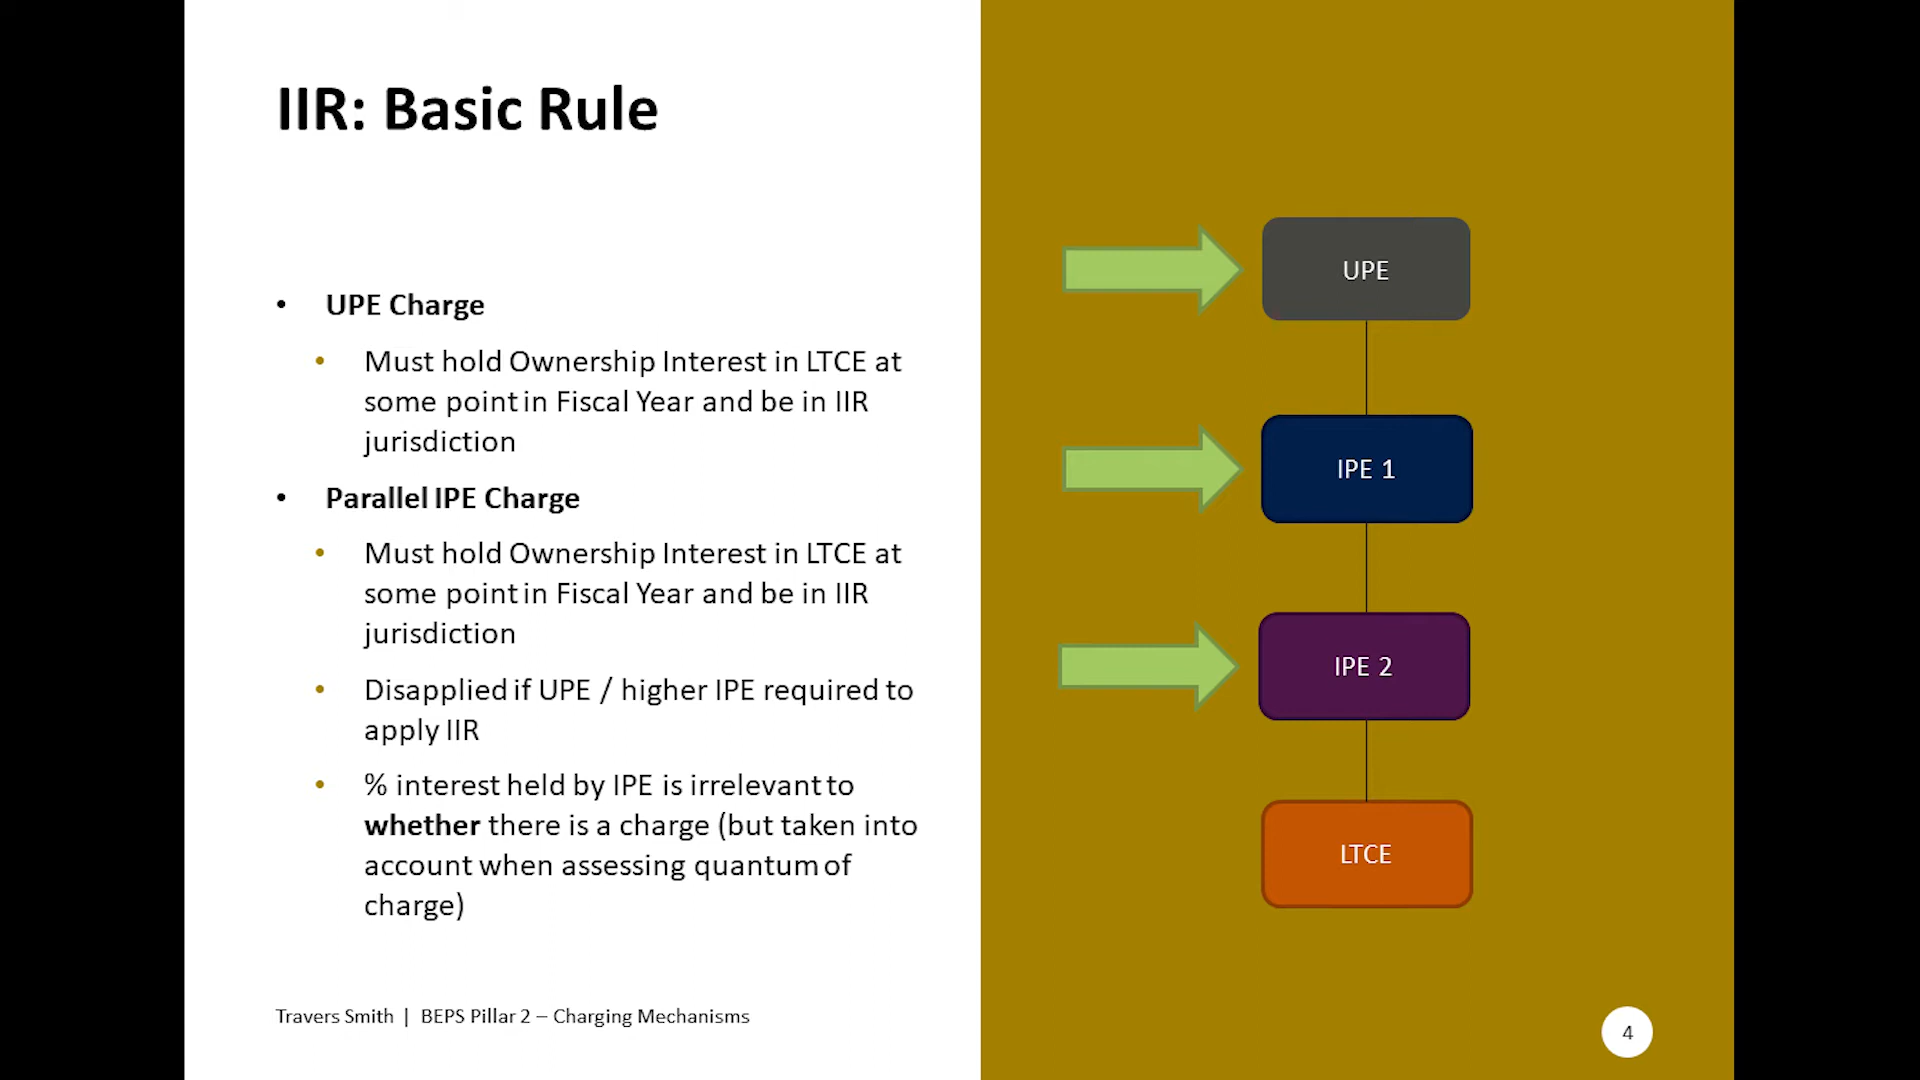 IIR: Basic Rule
• UPE Charge
• Must hold Ownership Interest in LTCE at
some point in Fiscal Year and be in IIR
jurisdiction
• Parallel IPE Charge
• Must hold Ownership Interest in LTCE at
some point in Fiscal Year and be in IIR
jurisdiction
• Disapplied if UPE / higher IPE required to
apply IIR
• % interest held by IPE is irrelevant to
whether there is a charge (but taken into
account when assessing quantum of
charge)
Travers Smith | BEPS Pillar 2 – Charging Mechanisms
UPE
IPE 1
IPE 2
LTCE
4